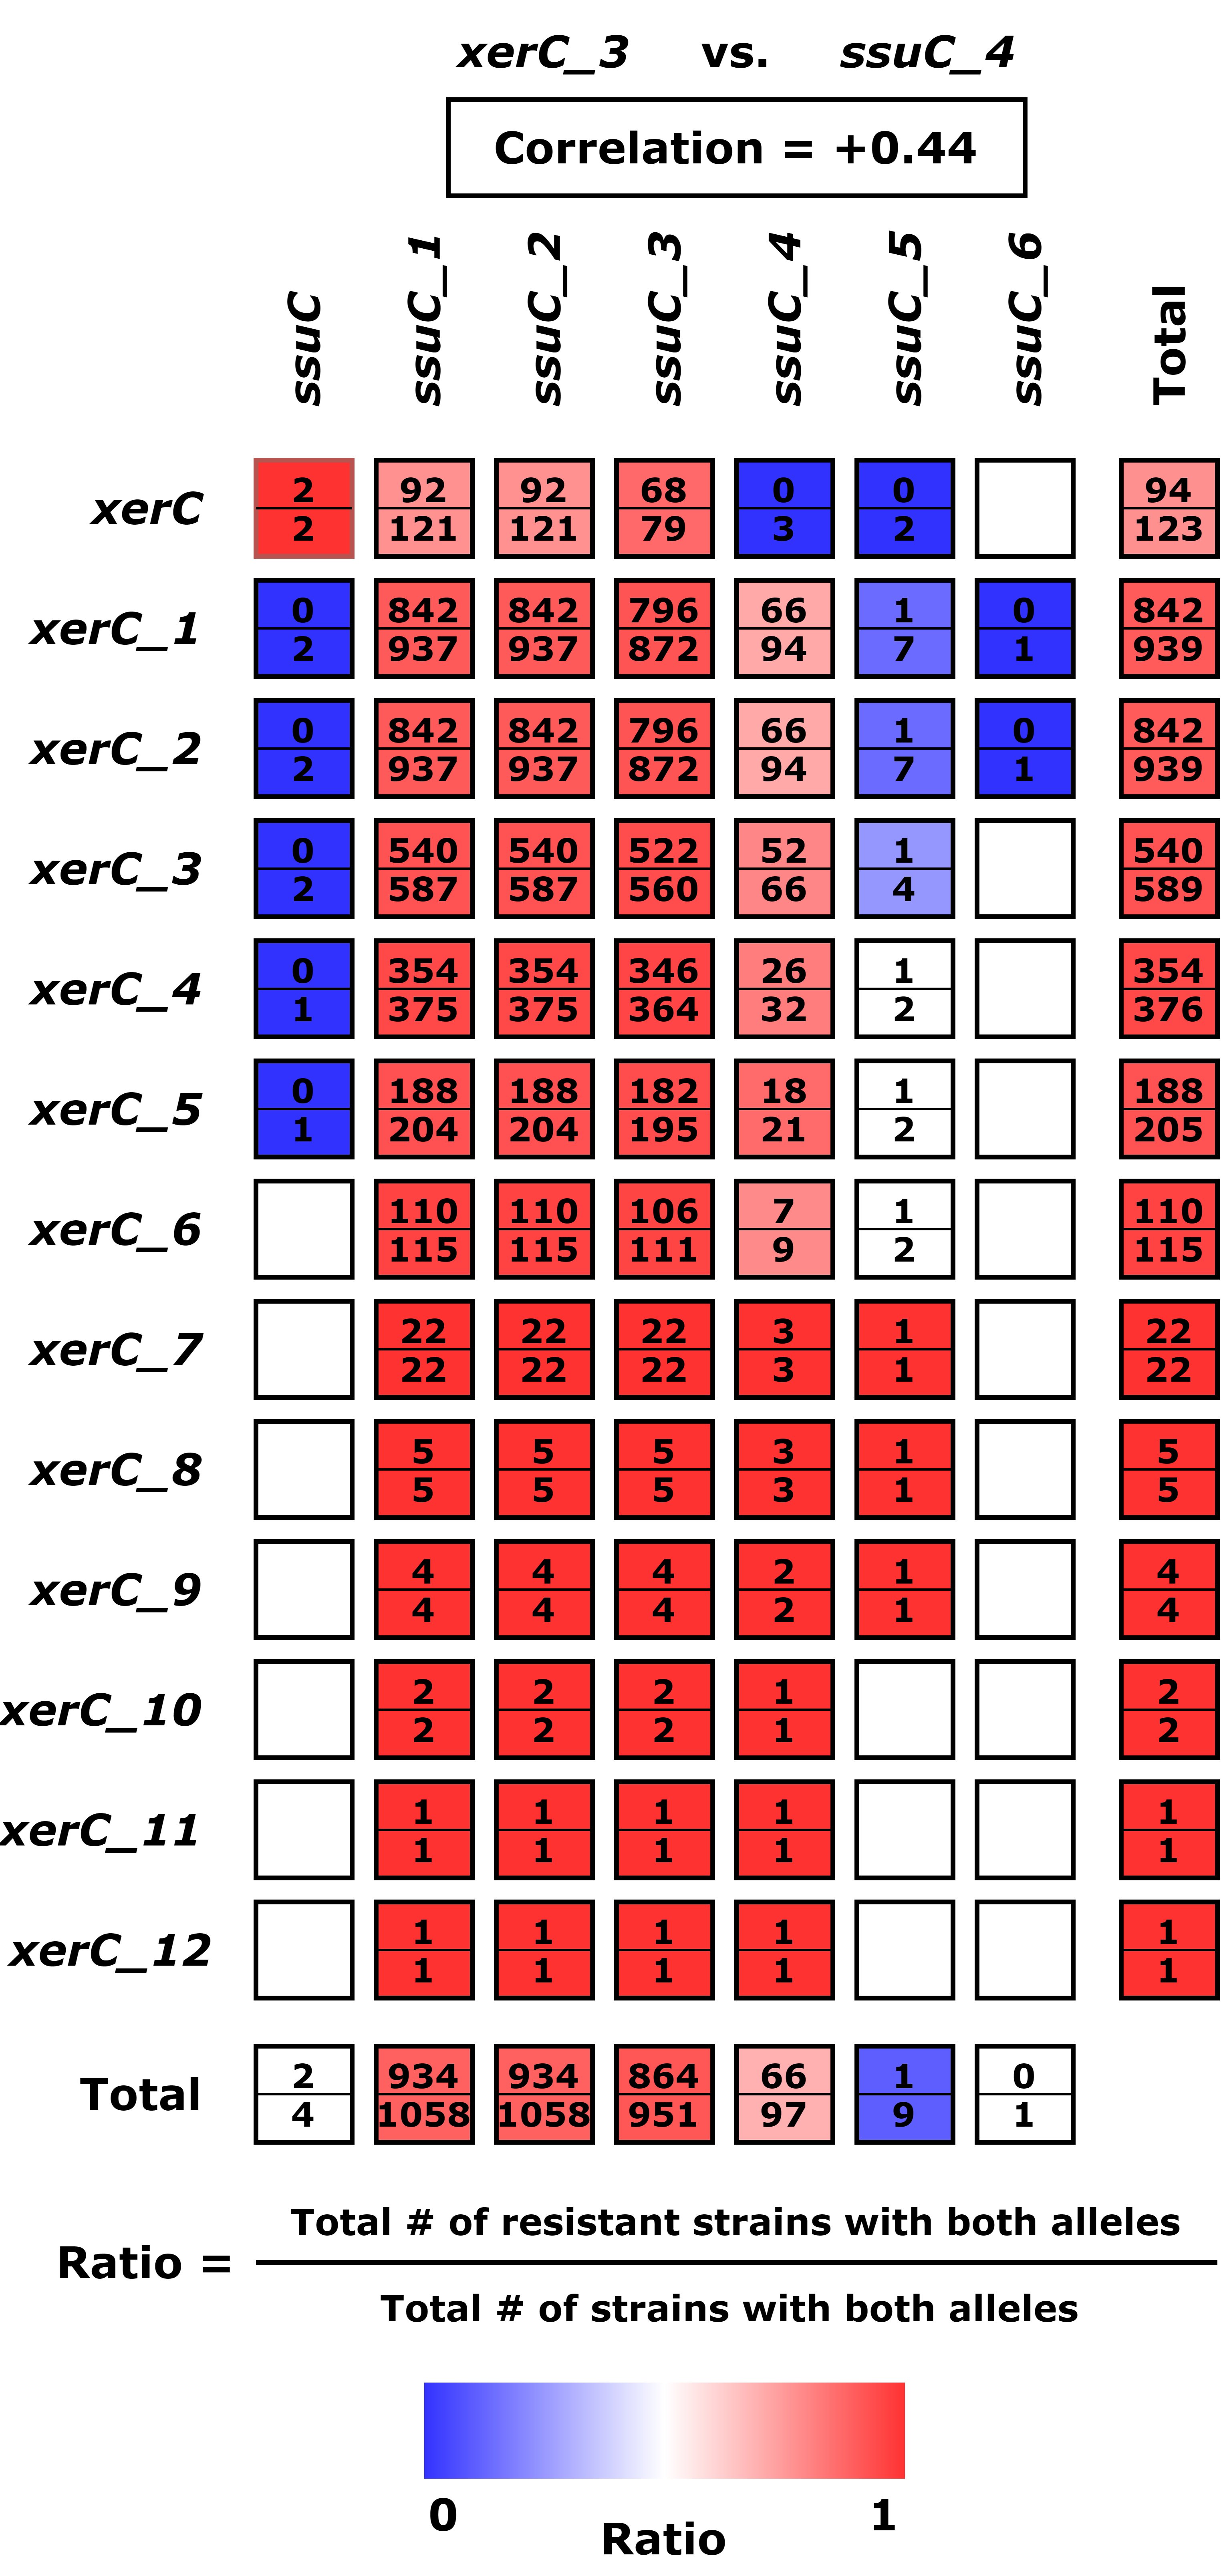 xerC_3 vs. ssuC_4
Correlation = +0.44
ssuC ssuC_1 ssuC_2 ssuC_3 ssuC_4 ssuC_5 ssuC_6 Total
xerC
2 92 92 68 0 0 94
2 121 121 79 3 2 123
xerC_1
0 842 842 796 66 1 0 842
2 937 937 872 94 7 1 939
xerC_2
0 842 842 796 66 1 0 842
2 937 937 872 94 7 1 939
xerC_3
0 540 540 522 52 1 540
2 587 587 560 66 4 589
xerC_4
0 354 354 346 26 1 354
1 375 375 364 32 2 376
xerC_5
0 188 188 182 18 1 188
1 204 204 195 21 2 205
xerC_6
110 110 106 7 1 110
115 115 111 9 2 115
xerC_7
22 22 22 3 1 22
22 22 22 3 1 22
xerC_8
5 5 5 3 1 5
5 5 5 3 1 5
xerC_9
4 4 4 2 1 4
4 4 4 2 1 4
xerC_10
2 2 2 1 2
2 2 2 1 2
xerC_11
1 1 1 1 1
1 1 1 1 1
xerC_12
1 1 1 1 1
1 1 1 1 1
Total
2 934 934 864 66 1 0
4 1058 1058 951 97 9 1
Total # of resistant strains with both alleles
Ratio =
Total # of strains with both alleles
0 1
Ratio